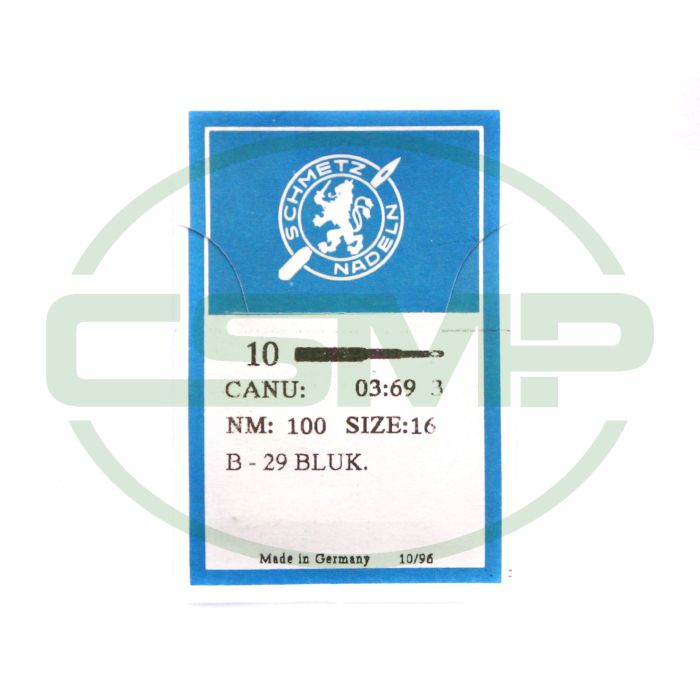 SCHMETZ
NADELN
CSMP
10
CANU: 03:69 3
NM: 100 SIZE:16
B - 29 BLUK.
Made in Germany 10/96